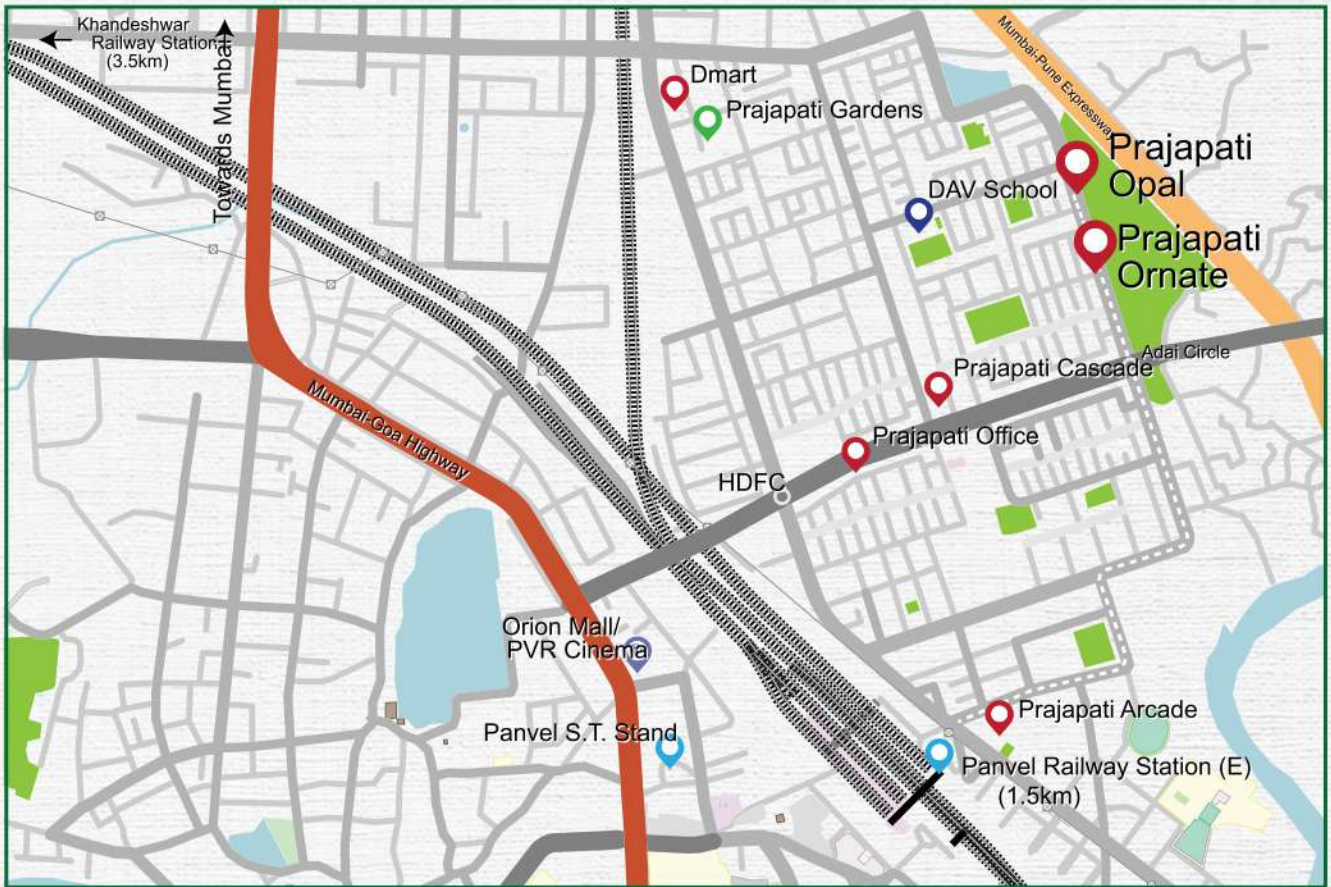 Khandeshwar
Railway Station
(3.5km)
Towards Mumbai
Mumbai-Pune Expressway
Dmart
Prajapati Gardens
Prajapati
Opal
DAV School
Prajapati
Ornate
Adai Circle
Prajapati Cascade
Mumbai-Goa Highway
Prajapati Office
HDFC
Orion Mall/
PVR Cinema
Prajapati Arcade
Panvel S.T. Stand
Panvel Railway Station (E)
(1.5km)